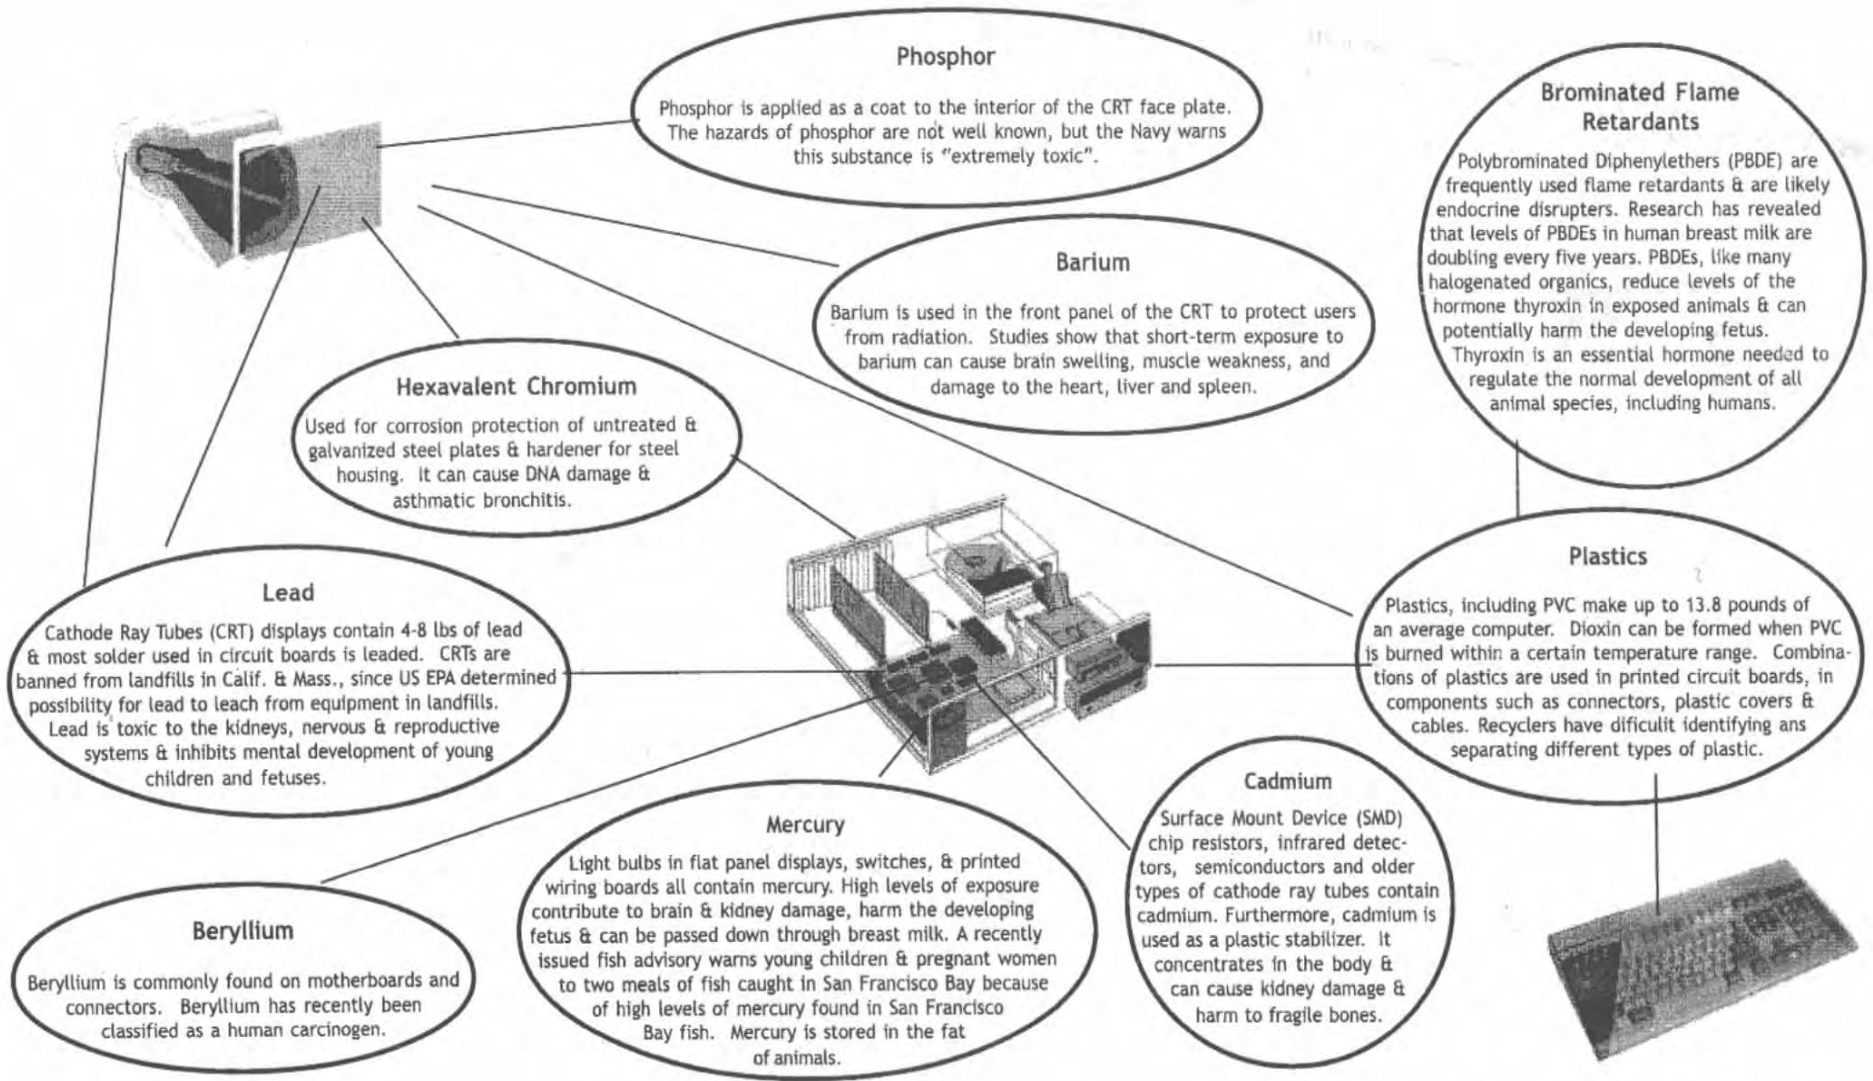 Phosphor
Phosphor is applied as a coat to the interior of the CRT face plate.
The hazards of phosphor are not well known, but the Navy warns
this substance is "extremely toxic".
Brominated Flame
Retardants
Polybrominated Diphenylethers (PBDE) are
frequently used flame retardants & are likely
endocrine disrupters. Research has revealed
that levels of PBDEs in human breast milk are
doubling every five years. PBDEs, like many
halogenated organics, reduce levels of the
hormone thyroxin in exposed animals & can
potentially harm the developing fetus.
Thyroxin is an essential hormone needed to
regulate the normal development of all
animal species, including humans.
Barium
Barium is used in the front panel of the CRT to protect users
from radiation. Studies show that short-term exposure to
barium can cause brain swelling, muscle weakness, and
damage to the heart, liver and spleen.
Hexavalent Chromium
Used for corrosion protection of untreated &
galvanized steel plates & hardener for steel
housing. It can cause DNA damage &
asthmatic bronchitis.
Lead
Cathode Ray Tubes (CRT) displays contain 4-8 lbs of lead
& most solder used in circuit boards is leaded. CRTs are
banned from landfills in Calif. & Mass., since US EPA determined
possibility for lead to leach from equipment in landfills.
Lead is toxic to the kidneys, nervous & reproductive
systems & inhibits mental development of young
children and fetuses.
Plastics
Plastics, including PVC make up to 13.8 pounds of
an average computer. Dioxin can be formed when PVC
is burned within a certain temperature range. Combina-
tions of plastics are used in printed circuit boards, in
components such as connectors, plastic covers &
cables. Recyclers have dificulit identifying ans
separating different types of plastic.
Beryllium
Beryllium is commonly found on motherboards and
connectors. Beryllium has recently been
classified as a human carcinogen.
Mercury
Light bulbs in flat panel displays, switches, & printed
wiring boards all contain mercury. High levels of exposure
contribute to brain & kidney damage, harm the developing
fetus & can be passed down through breast milk. A recently
issued fish advisory warns young children & pregnant women
to two meals of fish caught in San Francisco Bay because
of high levels of mercury found in San Francisco
Bay fish. Mercury is stored in the fat
of animals.
Cadmium
Surface Mount Device (SMD)
chip resistors, infrared detec-
tors, semiconductors and older
types of cathode ray tubes contain
cadmium. Furthermore, cadmium is
used as a plastic stabilizer. It
concentrates in the body &
can cause kidney damage &
harm to fragile bones.